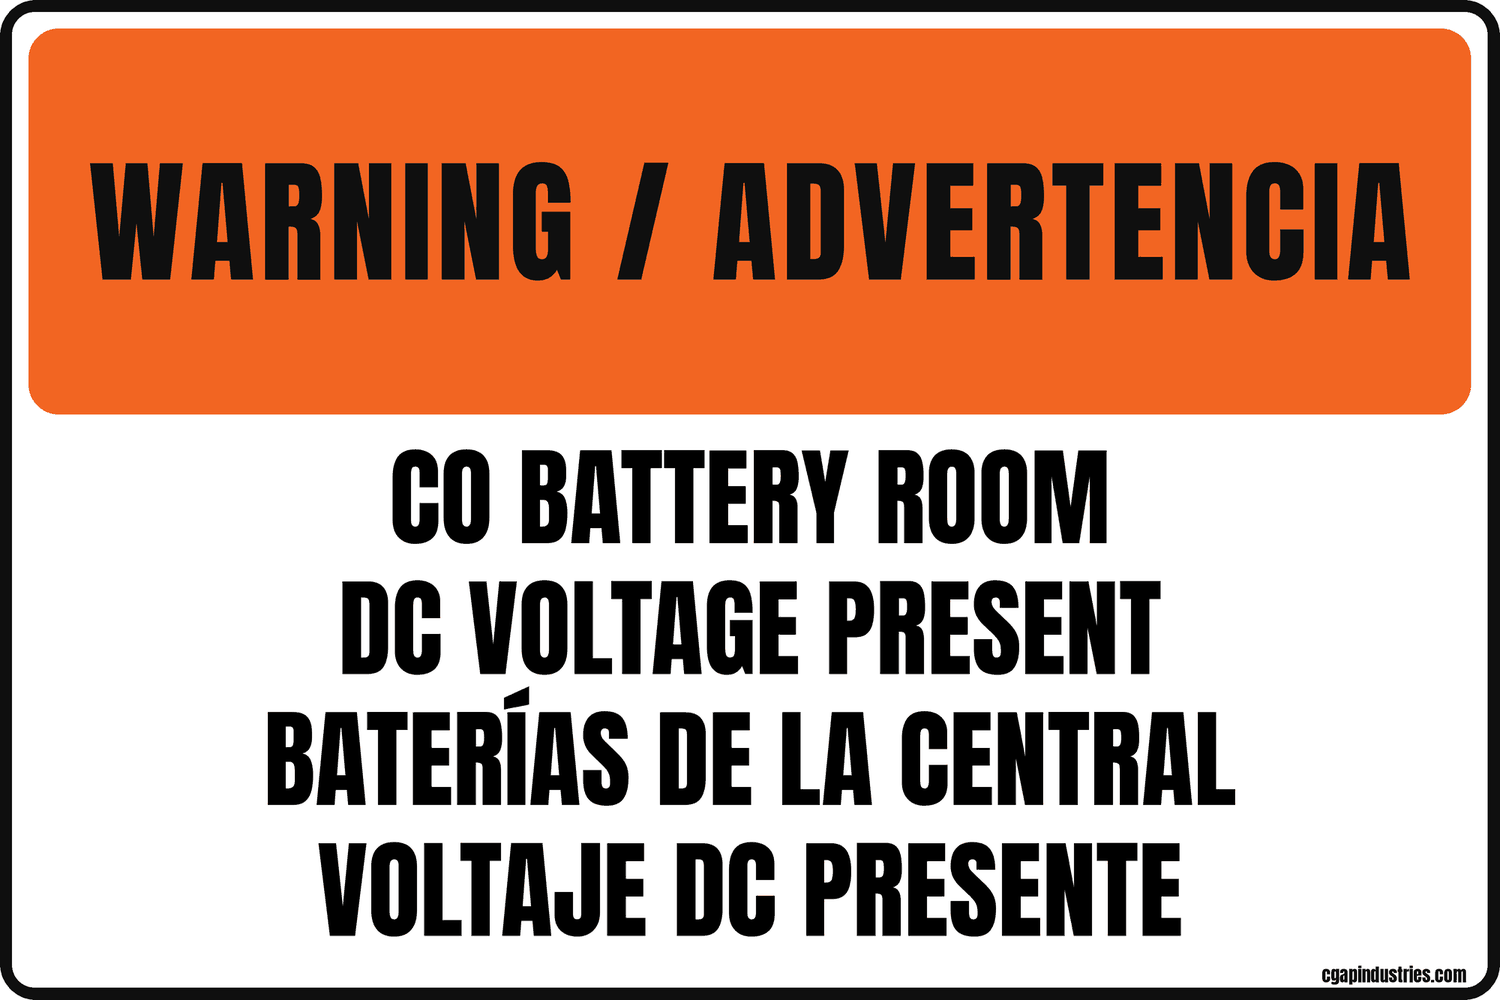 WARNING / ADVERTENCIA
CO BATTERY ROOM
DC VOLTAGE PRESENT
BATERÍAS DE LA CENTRAL
VOLTAJE DC PRESENTE
cgapindustries.com